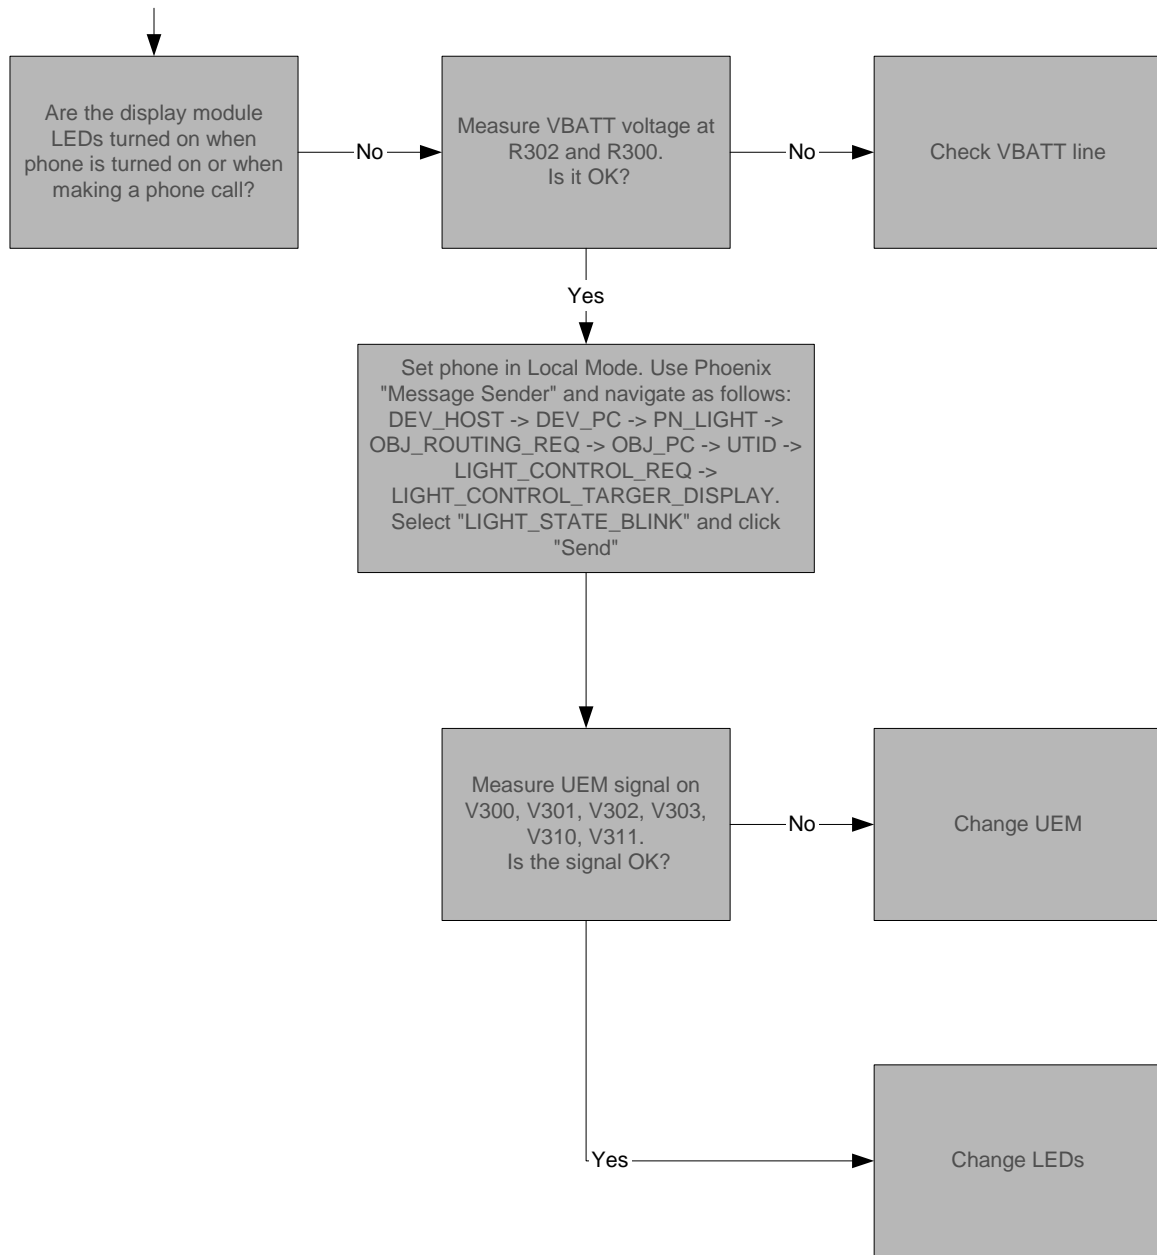 Are the display module
LEDs turned on when
phone is turned on or when
making a phone call?
No
Measure VBATT voltage at
R302 and R300.
Is it OK?
No
Check VBATT line
Yes
Set phone in Local Mode. Use Phoenix
"Message Sender" and navigate as follows:
DEV_HOST -> DEV_PC -> PN_LIGHT ->
OBJ_ROUTING_REQ -> OBJ_PC -> UTID ->
LIGHT_CONTROL_REQ ->
LIGHT_CONTROL_TARGER_DISPLAY.
Select "LIGHT_STATE_BLINK" and click
"Send"
Measure UEM signal on
V300, V301, V302, V303,
V310, V311.
Is the signal OK?
No
Change UEM
Yes
Change LEDs